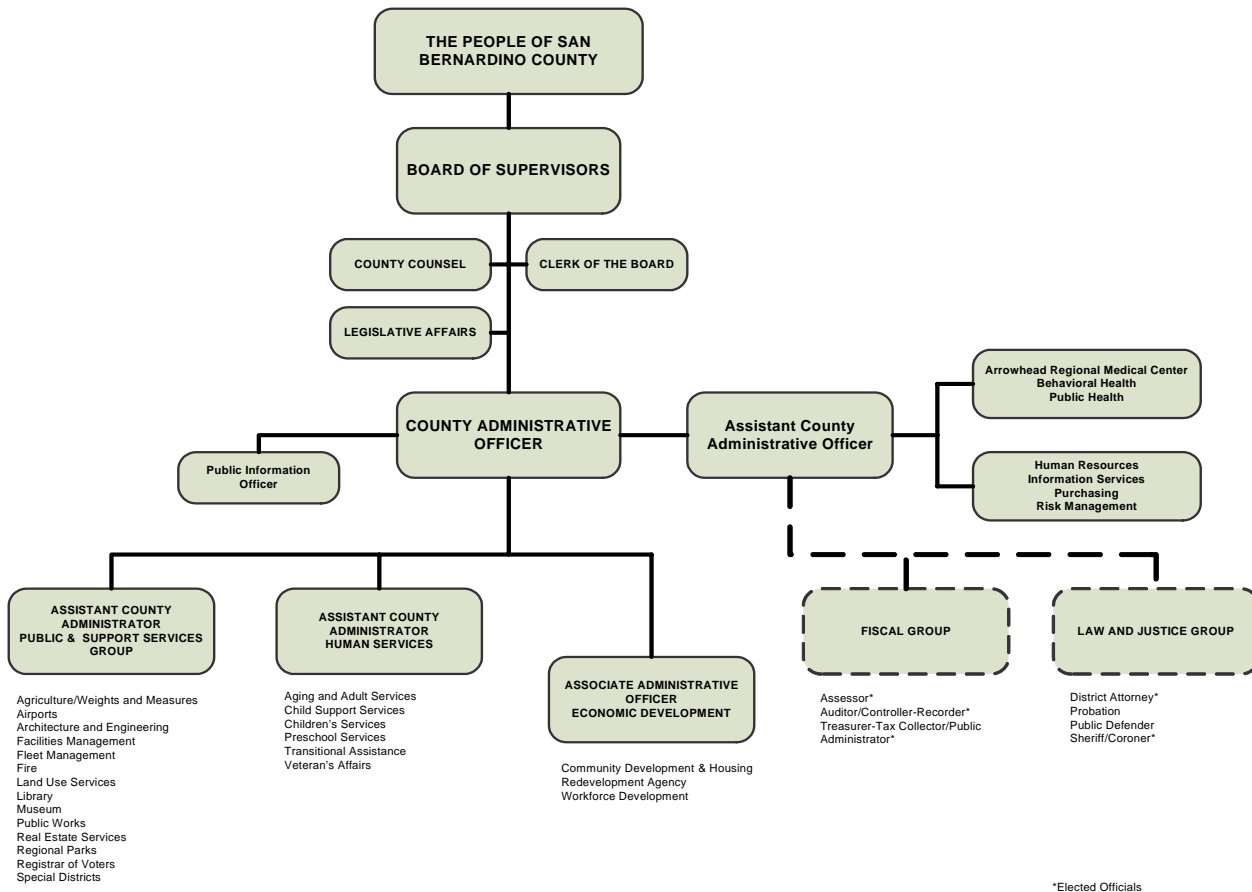 THE PEOPLE OF SAN
BERNARDINO COUNTY
BOARD OF SUPERVISORS
COUNTY COUNSEL
CLERK OF THE BOARD
LEGISLATIVE AFFAIRS
COUNTY ADMINISTRATIVE
OFFICER
Assistant County
Administrative Officer
Arrowhead Regional Medical Center
Behavioral Health
Public Health
Human Resources
Information Services
Purchasing
Risk Management
Public Information
Officer
ASSISTANT COUNTY
ADMINISTRATOR
PUBLIC & SUPPORT SERVICES
GROUP
Agriculture/Weights and Measures
Airports
Architecture and Engineering
Facilities Management
Fleet Management
Fire
Land Use Services
Library
Museum
Public Works
Real Estate Services
Regional Parks
Registrar of Voters
Special Districts
ASSISTANT COUNTY
ADMINISTRATOR
HUMAN SERVICES
Aging and Adult Services
Child Support Services
Children's Services
Preschool Services
Transitional Assistance
Veteran's Affairs
ASSOCIATE ADMINISTRATIVE
OFFICER
ECONOMIC DEVELOPMENT
Community Development & Housing
Redevelopment Agency
Workforce Development
FISCAL GROUP
Assessor*
Auditor/Controller-Recorder*
Treasurer-Tax Collector/Public
Administrator*
LAW AND JUSTICE GROUP
District Attorney*
Probation
Public Defender
Sheriff/Coroner*
*Elected Officials